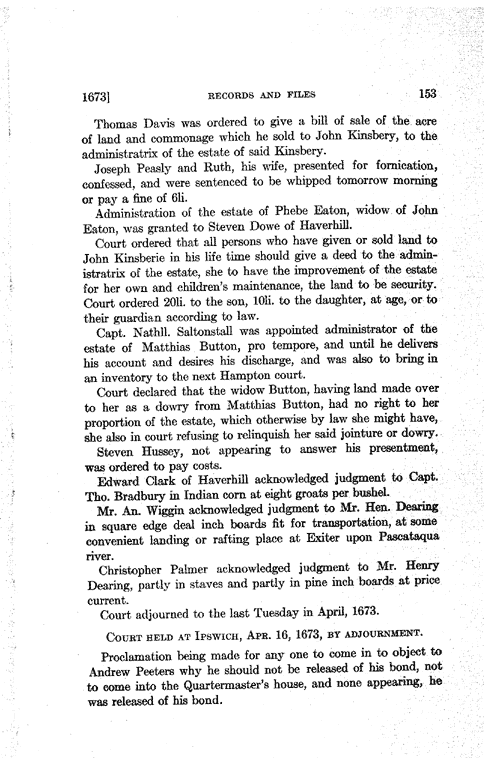 1673] RECORDS AND FILES 153
Thomas Davis was ordered to give a bill of sale of the acre
of land and commonage which he sold to John Kinsbery, to the
administratrix of the estate of said Kinsbery.
Joseph Peasly and Ruth, his wife, presented for fornication,
confessed, and were sentenced to be whipped tomorrow morning
or pay a fine of 6li.
Administration of the estate of Phebe Eaton, widow of John
Eaton, was granted to Steven Dowe of Haverhill.
Court ordered that all persons who have given or sold land to
John Kinsberie in his life time should give a deed to the admin-
istratrix of the estate, she to have the improvement of the estate
for her own and children's maintenance, the land to be security.
Court ordered 20li. to the son, 10li. to the daughter, at age, or to
their guardian according to law.
Capt. Nathll. Saltonstall was appointed administrator of the
estate of Matthias Button, pro tempore, and until he delivers
his account and desires his discharge, and was also to bring in
an inventory to the next Hampton court.
Court declared that the widow Button, having land made over
to her as a dowry from Matthias Button, had no right to her
proportion of the estate, which otherwise by law she might have,
she also in court refusing to relinquish her said jointure or dowry.
Steven Hussey, not appearing to answer his presentment,
was ordered to pay costs.
Edward Clark of Haverhill acknowledged judgment to Capt.
Tho. Bradbury in Indian corn at eight groats per bushel.
Mr. An. Wiggin acknowledged judgment to Mr. Hen. Dearing
in square edge deal inch boards fit for transportation, at some
convenient landing or rafting place at Exiter upon Pascataqua
river.
Christopher Palmer acknowledged judgment to Mr. Henry
Dearing, partly in staves and partly in pine inch boards at price
current.
Court adjourned to the last Tuesday in April, 1673.
COURT HELD AT IPSWICH, APR. 16, 1673, BY ADJOURNMENT.
Proclamation being made for any one to come in to object to
Andrew Peeters why he should not be released of his bond, not
to come into the Quartermaster's house, and none appearing, he
was released of his bond.